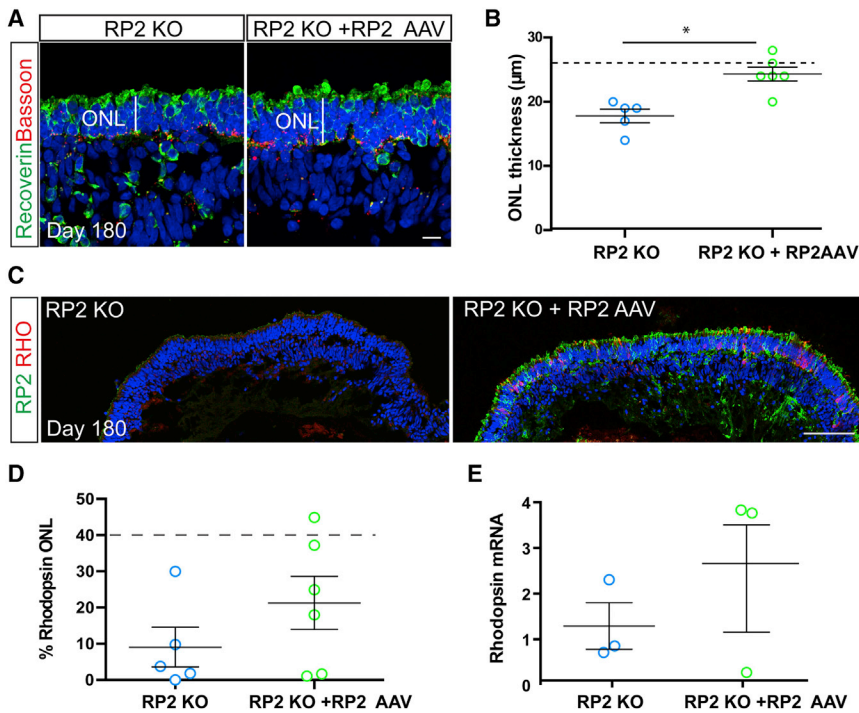 A
RP2 KO
RP2 KO +RP2 AAV
Recoverin Bassoon
ONL
ONL
Day 180
B
*
ONL thickness (µm)
30
20
10
0
RP2 KO
RP2 KO + RP2AAV
C
RP2 RHO
RP2 KO
Day 180
RP2 KO + RP2 AAV
D
% Rhodopsin ONL
50
40
30
20
10
0
RP2 KO
RP2 KO +RP2 AAV
E
Rhodopsin mRNA
4
3
2
1
0
RP2 KO
RP2 KO +RP2 AAV